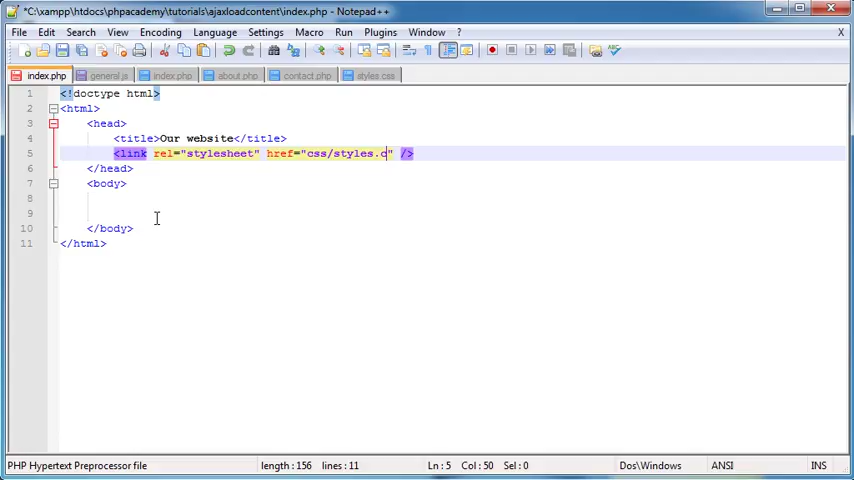 *C:\xampp\htdocs\phpacademy\tutorials\ajaxloadcontent\index.php - Notepad++
File Edit Search View Encoding Language Settings Macro Run Plugins Window ? X
index.php general.js index.php about.php contact.php styles.css
1 <!doctype html>
2 <html>
3 <head>
4 <title>Our website</title>
5 <link rel="stylesheet" href="css/styles.c" />
6 </head>
7 <body>
8
9
10 </body>
11 </html>
PHP Hypertext Preprocessor file length : 156 lines : 11 Ln : 5 Col : 50 Sel : 0 Dos\Windows ANSI INS